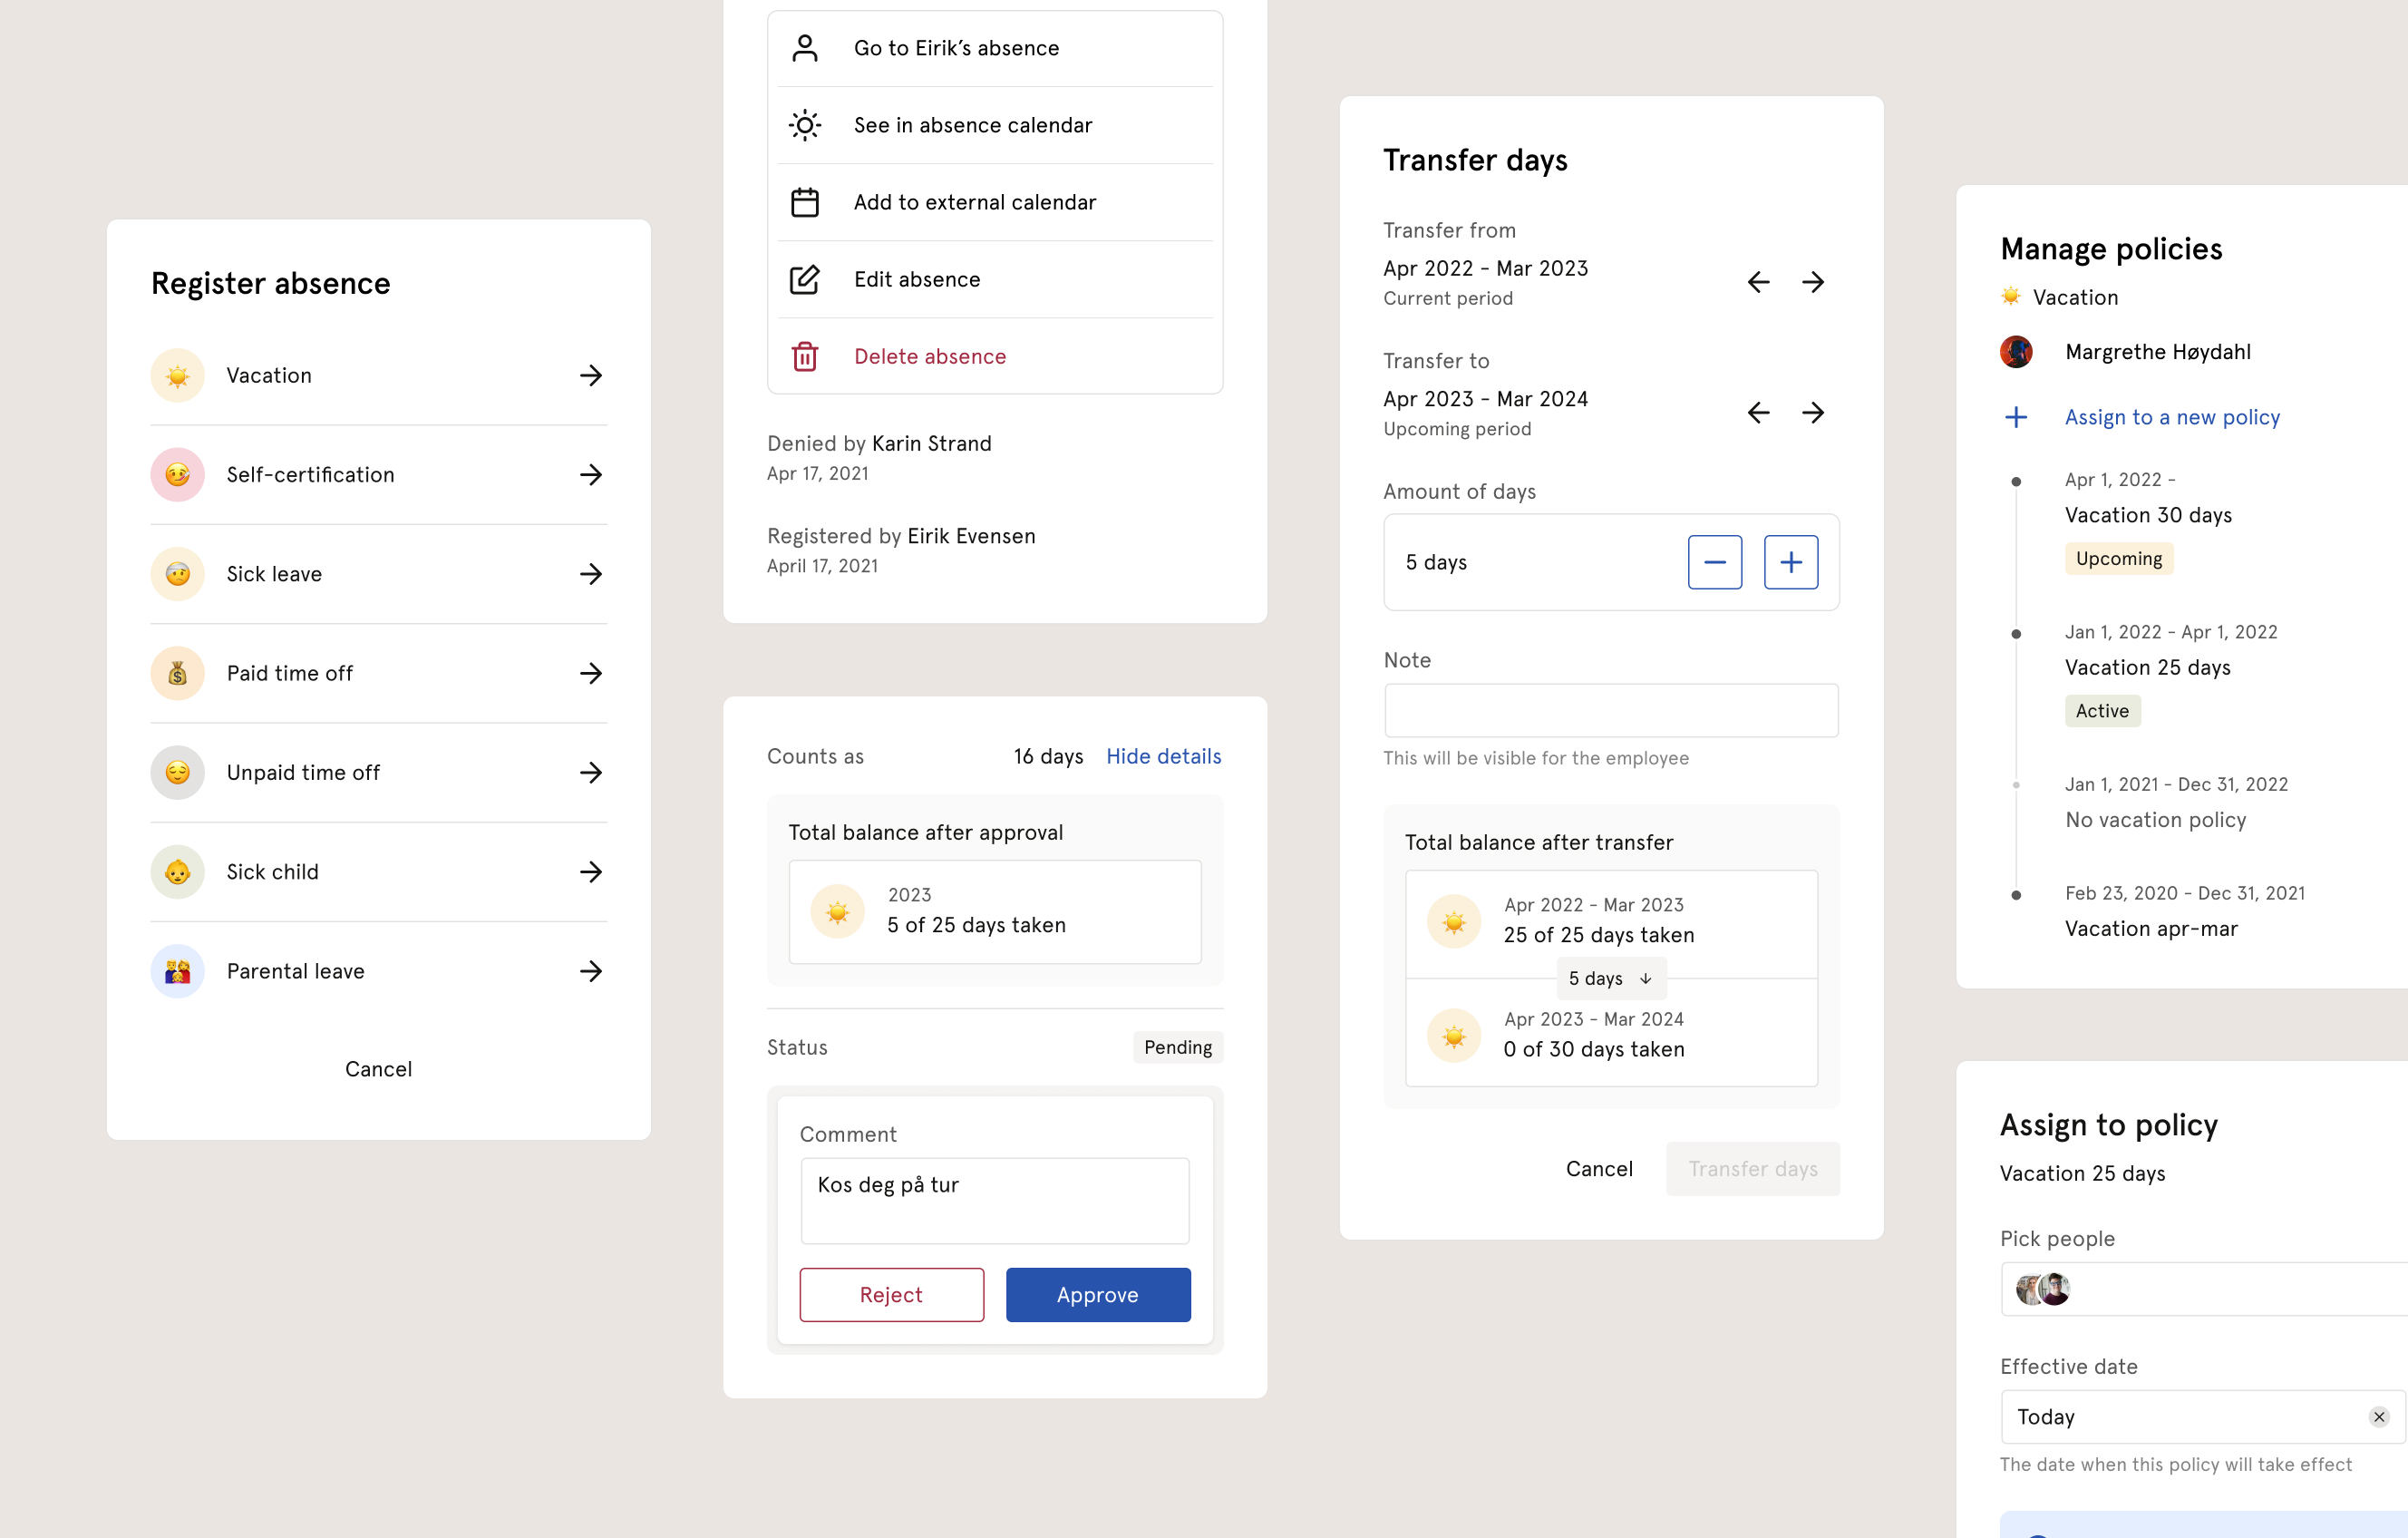 Register absence
Vacation
Self-certification
Sick leave
Paid time off
Unpaid time off
Sick child
Parental leave
Cancel
Go to Eirik’s absence
See in absence calendar
Add to external calendar
Edit absence
Delete absence
Denied by Karin Strand
Apr 17, 2021
Registered by Eirik Evensen
April 17, 2021
Counts as 16 days Hide details
Total balance after approval
2023
5 of 25 days taken
Status Pending
Comment
Kos deg på tur
Reject Approve
Transfer days
Transfer from
Apr 2022 - Mar 2023
Current period
Transfer to
Apr 2023 - Mar 2024
Upcoming period
Amount of days
5 days
Note
This will be visible for the employee
Total balance after transfer
Apr 2022 - Mar 2023
25 of 25 days taken
5 days
Apr 2023 - Mar 2024
0 of 30 days taken
Cancel Transfer days
Manage policies
Vacation
Margrethe Høydahl
Assign to a new policy
Apr 1, 2022 -
Vacation 30 days
Upcoming
Jan 1, 2022 - Apr 1, 2022
Vacation 25 days
Active
Jan 1, 2021 - Dec 31, 2022
No vacation policy
Feb 23, 2020 - Dec 31, 2021
Vacation apr-mar
Assign to policy
Vacation 25 days
Pick people
Effective date
Today
The date when this policy will take effect